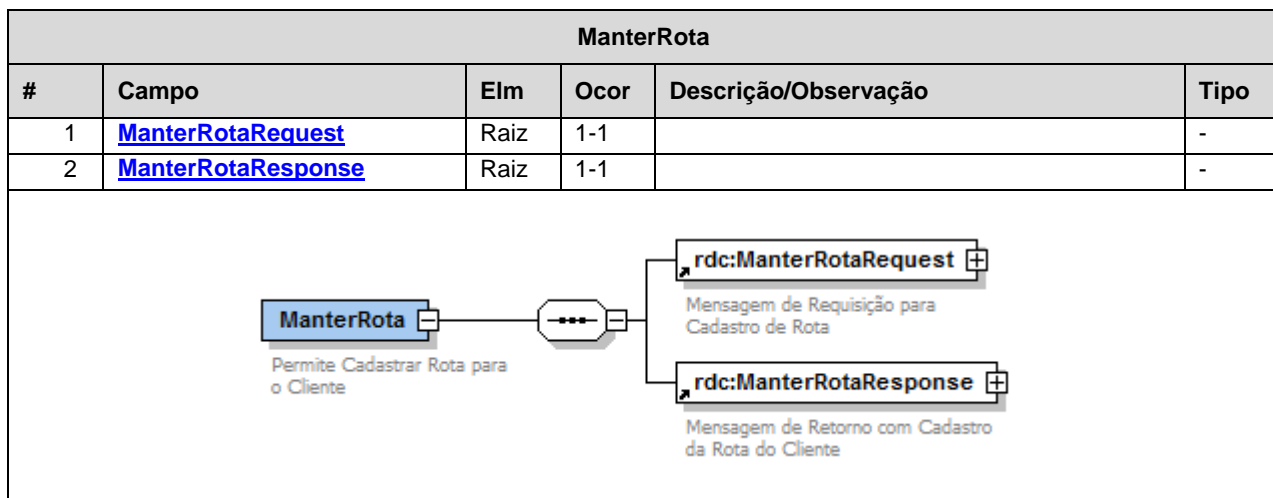 ManterRota
# Campo Elm Ocor Descrição/Observação Tipo
1 ManterRotaRequest Raiz 1-1 -
2 ManterRotaResponse Raiz 1-1 -
rdc:ManterRotaRequest
Mensagem de Requisição para
Cadastro de Rota
ManterRota
Permite Cadastrar Rota para
o Cliente
rdc:ManterRotaResponse
Mensagem de Retorno com Cadastro
da Rota do Cliente